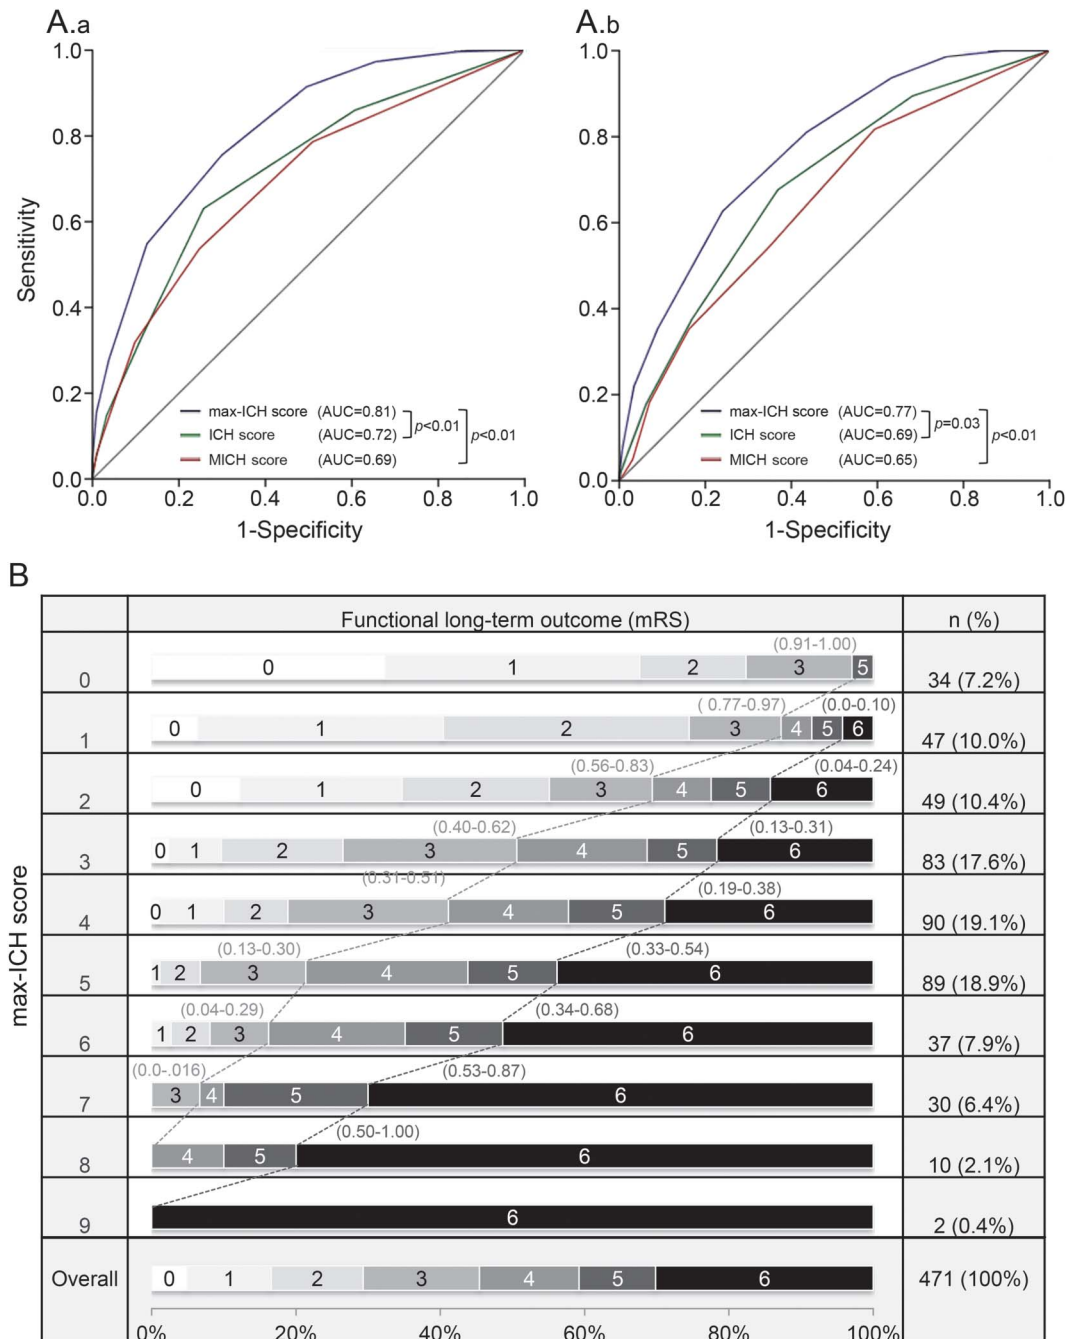 A.a
A.b
1.0
0.8
0.6
0.4
0.2
0.0
Sensitivity
max-ICH score (AUC=0.81)
ICH score (AUC=0.72)
MICH score (AUC=0.69)
p<0.01
p<0.01
0.0 0.2 0.4 0.6 0.8 1.0
1-Specificity
1.0
0.8
0.6
0.4
0.2
0.0
max-ICH score (AUC=0.77)
ICH score (AUC=0.69)
MICH score (AUC=0.65)
p=0.03
p<0.01
0.0 0.2 0.4 0.6 0.8 1.0
1-Specificity
B
max-ICH score
Functional long-term outcome (mRS) n (%)
(0.91-1.00)
0 0 1 2 3 5 34 (7.2%)
( 0.77-0.97) (0.0-0.10)
1 0 1 2 3 4 5 6 47 (10.0%)
(0.56-0.83) (0.04-0.24)
2 0 1 2 3 4 5 6 49 (10.4%)
(0.40-0.62) (0.13-0.31)
3 0 1 2 3 4 5 6 83 (17.6%)
(0.31-0.51) (0.19-0.38)
4 0 1 2 3 4 5 6 90 (19.1%)
(0.13-0.30) (0.33-0.54)
5 1 2 3 4 5 6 89 (18.9%)
(0.04-0.29) (0.34-0.68)
6 1 2 3 4 5 6 37 (7.9%)
(0.0-.016) (0.53-0.87)
7 3 4 5 6 30 (6.4%)
(0.50-1.00)
8 4 5 6 10 (2.1%)
9 6 2 (0.4%)
Overall 0 1 2 3 4 5 6 471 (100%)
0% 20% 40% 60% 80% 100%